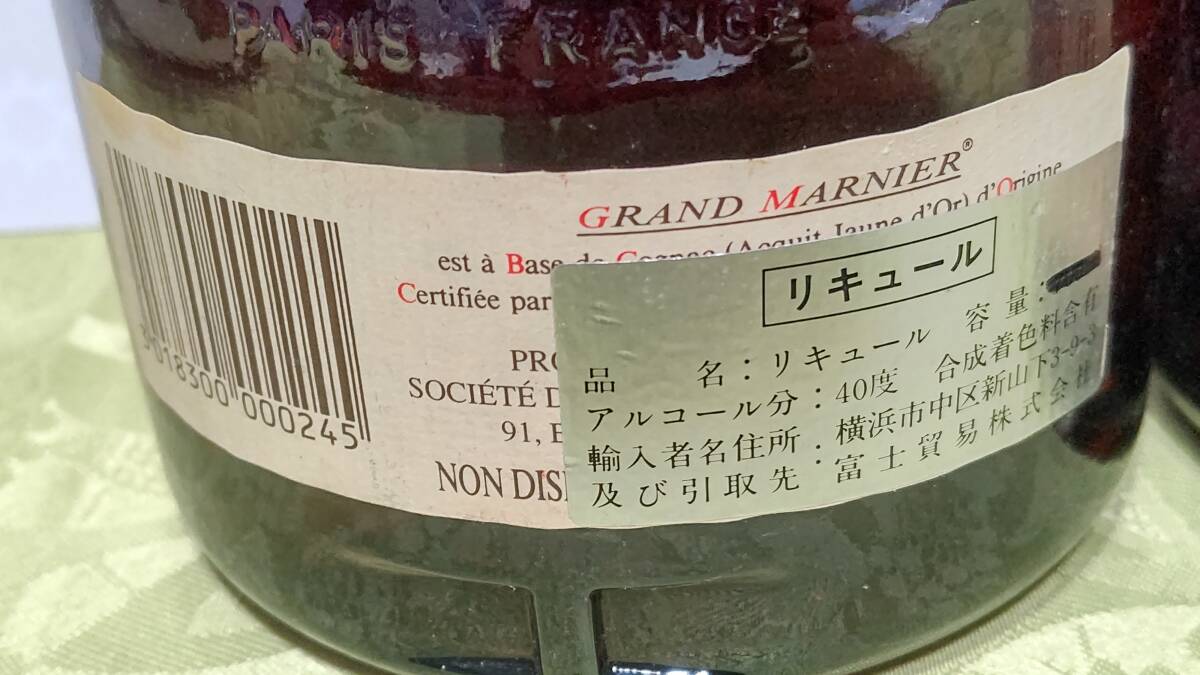 PARIS FRANCE
GRAND MARNIER®
est à Base de Cognac (Acquit Jaune d'Or) d'Origine
Certifiée par
PRO
SOCIÉTÉ D
91,
NON DIS
3 018300 000245
リキュール
品名：リキュール 容量：
アルコール分：40度 合成着色料含有
輸入者名住所：横浜市中区新山下3-9-3
及び引取先：富士貿易株式会社